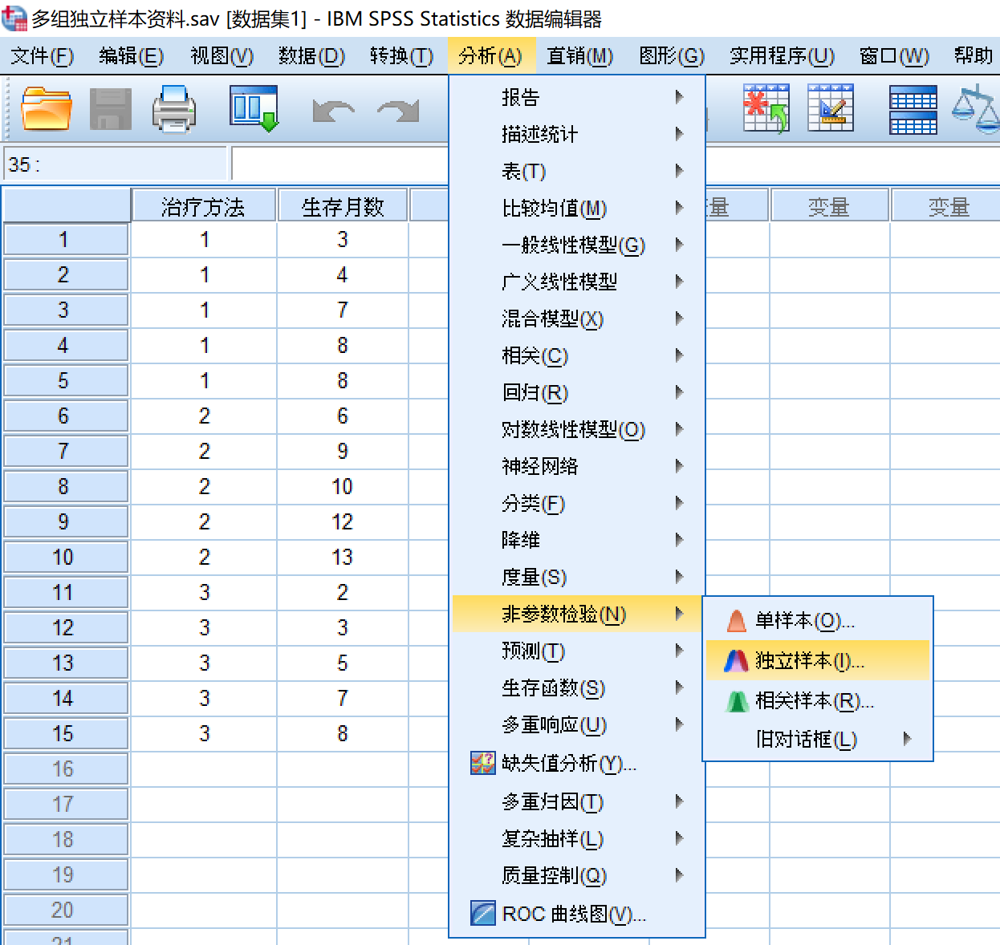 多组独立样本资料.sav [数据集1] - IBM SPSS Statistics 数据编辑器
文件(F) 编辑(E) 视图(V) 数据(D) 转换(T) 分析(A) 直销(M) 图形(G) 实用程序(U) 窗口(W) 帮助
35 :
治疗方法 生存月数 量 变量 变量
1 1 3
2 1 4
3 1 7
4 1 8
5 1 8
6 2 6
7 2 9
8 2 10
9 2 12
10 2 13
11 3 2
12 3 3
13 3 5
14 3 7
15 3 8
16
17
18
19
20
21
报告
描述统计
表(T)
比较均值(M)
一般线性模型(G)
广义线性模型
混合模型(X)
相关(C)
回归(R)
对数线性模型(O)
神经网络
分类(F)
降维
度量(S)
非参数检验(N)
预测(T)
生存函数(S)
多重响应(U)
缺失值分析(Y)...
多重归因(T)
复杂抽样(L)
质量控制(Q)
ROC 曲线图(V)...
单样本(O)...
独立样本(I)...
相关样本(R)...
旧对话框(L)